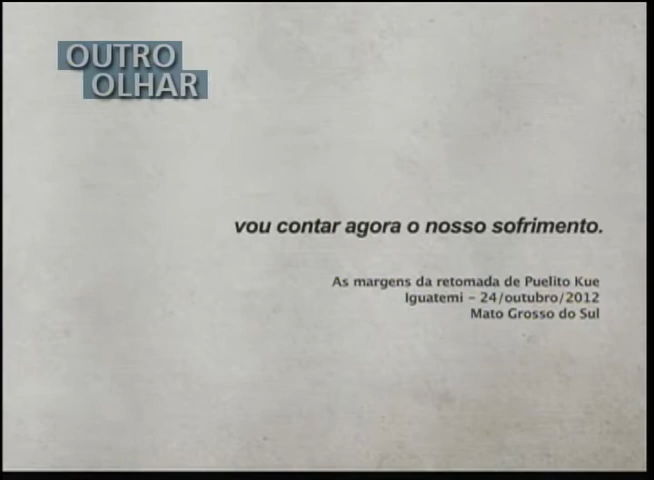 OUTRO
OLHAR
vou contar agora o nosso sofrimento.
As margens da retomada de Puelito Kue
Iguatemi – 24/outubro/2012
Mato Grosso do Sul